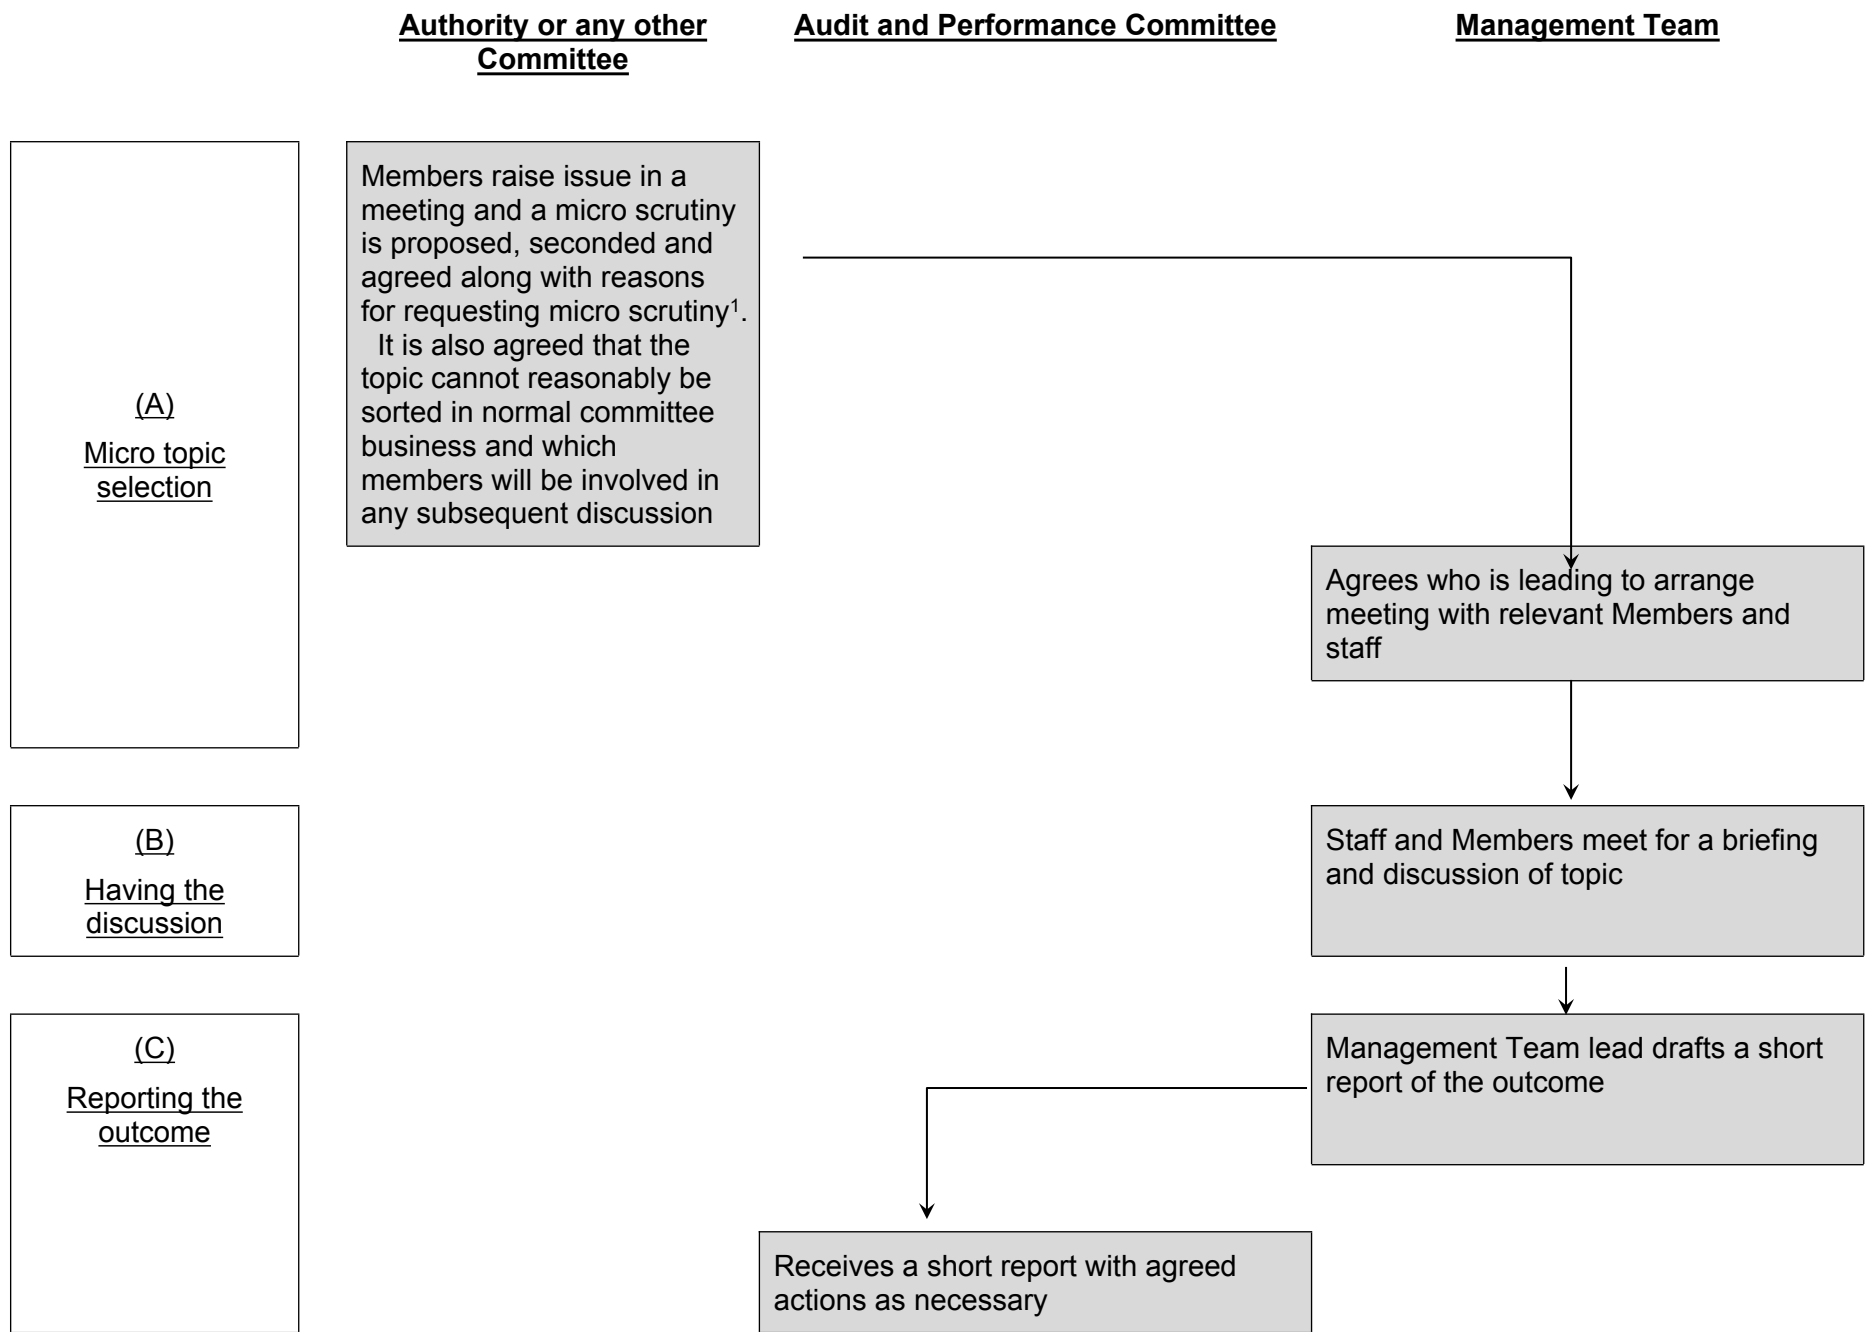 Authority or any other
Committee
Audit and Performance Committee
Management Team
(A)
Micro topic
selection
Members raise issue in a
meeting and a micro scrutiny
is proposed, seconded and
agreed along with reasons
for requesting micro scrutiny¹.
It is also agreed that the
topic cannot reasonably be
sorted in normal committee
business and which
members will be involved in
any subsequent discussion
Agrees who is leading to arrange
meeting with relevant Members and
staff
(B)
Having the
discussion
Staff and Members meet for a briefing
and discussion of topic
(C)
Reporting the
outcome
Management Team lead drafts a short
report of the outcome
Receives a short report with agreed
actions as necessary